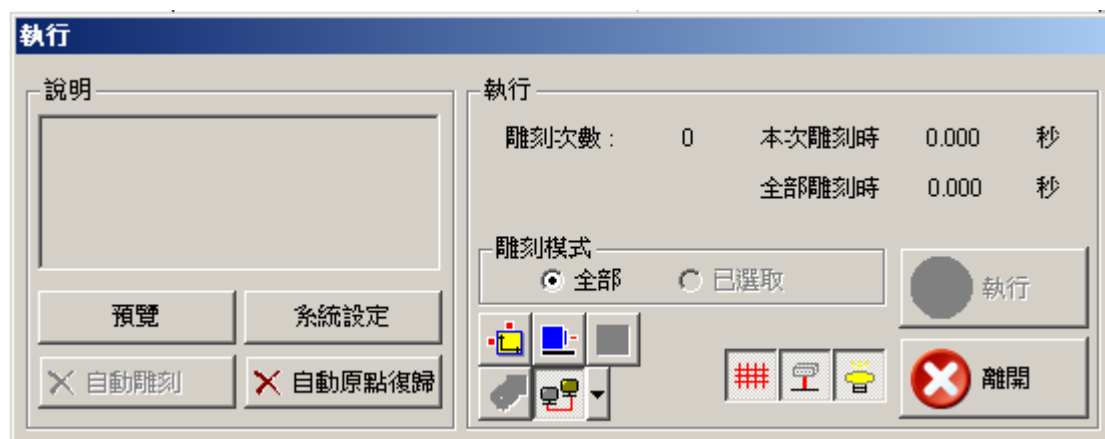 執行
說明
預覽
系統設定
自動雕刻
自動原點復歸
執行
雕刻次數 : 0 本次雕刻時 0.000 秒
全部雕刻時 0.000 秒
雕刻模式
全部 已選取
執行
離開